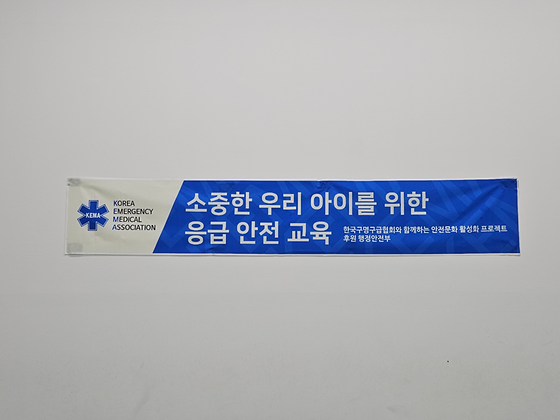 KEMA
KOREA
EMERGENCY
MEDICAL
ASSOCIATION
소중한 우리 아이를 위한
응급 안전 교육
한국구명구급협회와 함께하는 안전문화 활성화 프로젝트
후원 행정안전부